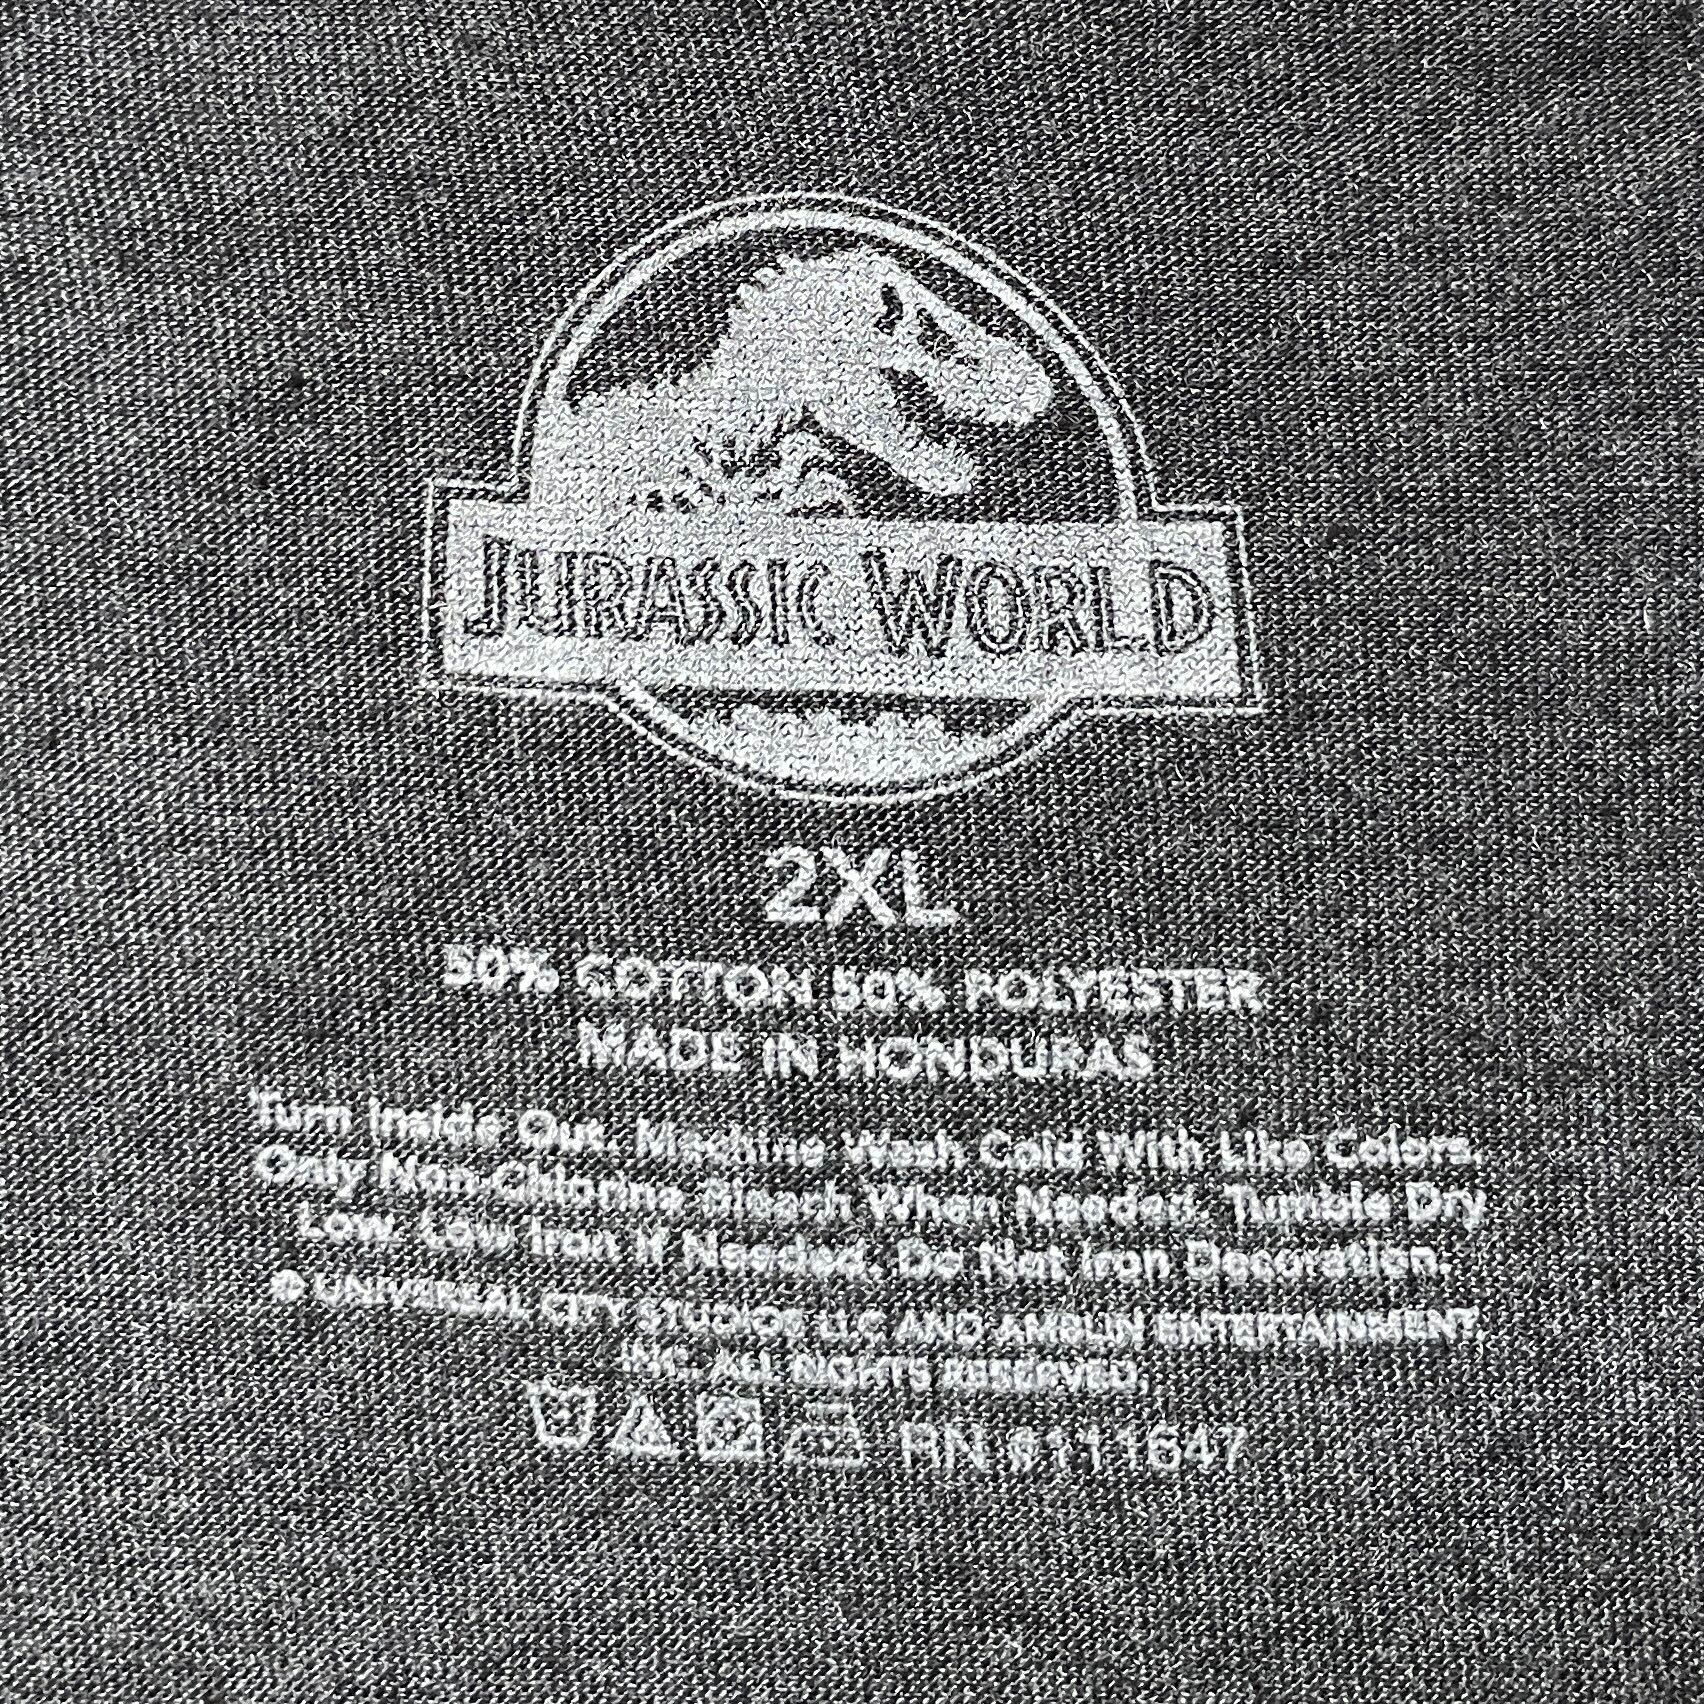 JURASSIC WORLD
2XL
50% COTTON 50% POLYESTER
MADE IN HONDURAS
Turn Inside Out. Machine Wash Cold With Like Colors.
Only Non-Chlorine Bleach When Needed. Tumble Dry
Low. Low Iron If Needed. Do Not Iron Decoration.
© UNIVERSAL CITY STUDIOS LLC AND AMBLIN ENTERTAINMENT,
INC. ALL RIGHTS RESERVED.
RN #111647